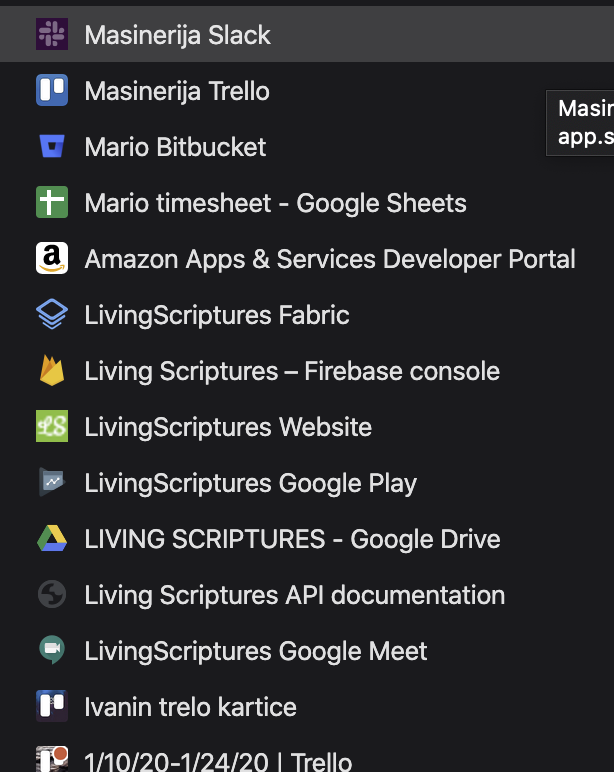 Masinerija Slack
Masinerija Trello
Masin
app.s
Mario Bitbucket
Mario timesheet - Google Sheets
Amazon Apps & Services Developer Portal
LivingScriptures Fabric
Living Scriptures – Firebase console
LivingScriptures Website
LivingScriptures Google Play
LIVING SCRIPTURES - Google Drive
Living Scriptures API documentation
LivingScriptures Google Meet
Ivanin trelo kartice
1/10/20-1/24/20 | Trello